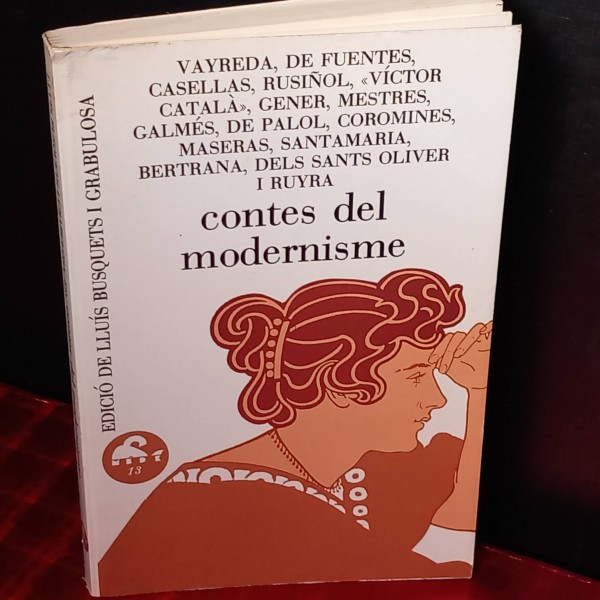 VAYREDA, DE FUENTES,
CASELLAS, RUSIÑOL, «VÍCTOR
CATALÀ», GENER, MESTRES,
GALMÉS, DE PALOL, COROMINES,
MASERAS, SANTAMARIA,
BERTRANA, DELS SANTS OLIVER
I RUYRA
contes del
modernisme
EDICIÓ DE LLUÍS BUSQUETS I GRABULOSA
13